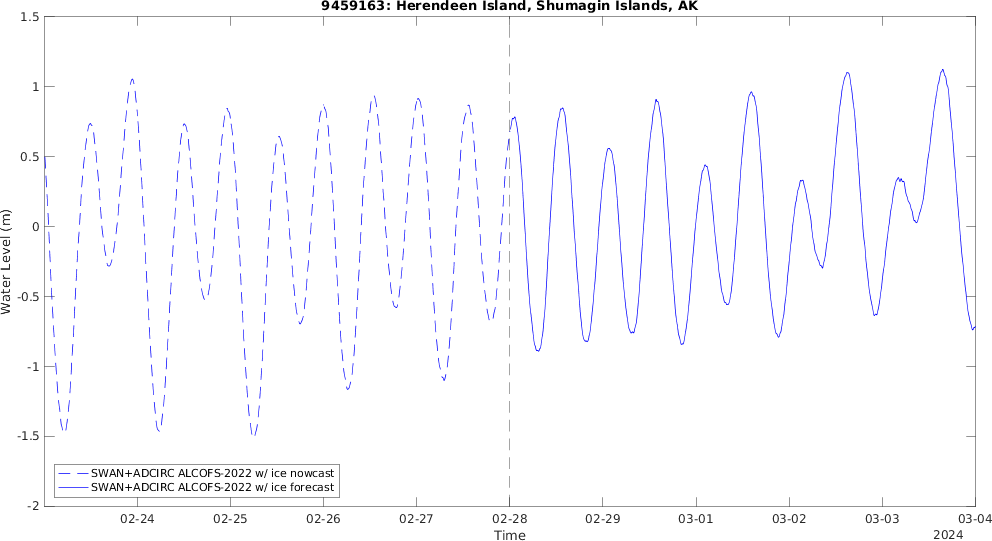 9459163: Herendeen Island, Shumagin Islands, AK
1.5
1
0.5
0
-0.5
-1
-1.5
-2
Water Level (m)
SWAN+ADCIRC ALCOFS-2022 w/ ice nowcast
SWAN+ADCIRC ALCOFS-2022 w/ ice forecast
02-24 02-25 02-26 02-27 02-28 02-29 03-01 03-02 03-03 03-04
Time
2024